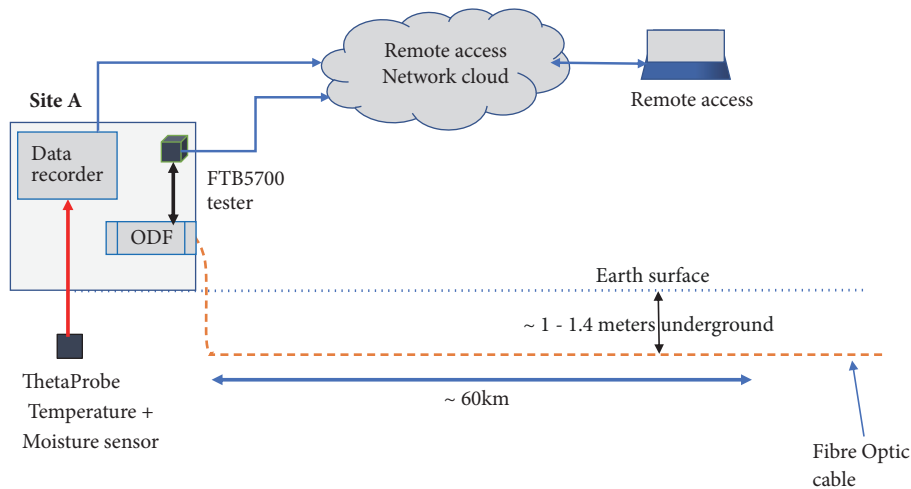 Remote access
Network cloud
Remote access
Site A
Data
recorder
FTB5700
tester
ODF
Earth surface
~ 1 - 1.4 meters underground
ThetaProbe
Temperature +
Moisture sensor
~ 60km
Fibre Optic
cable